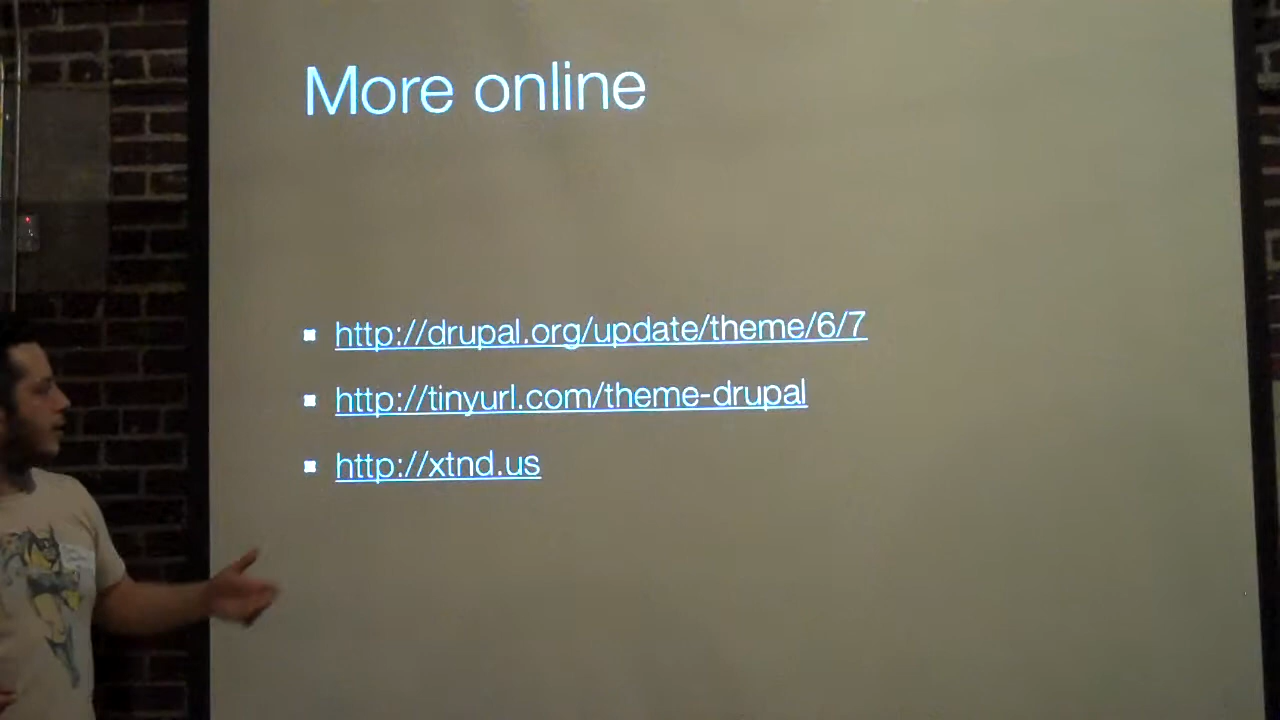 More online
http://drupal.org/update/theme/6/7
http://tinyurl.com/theme-drupal
http://xtnd.us